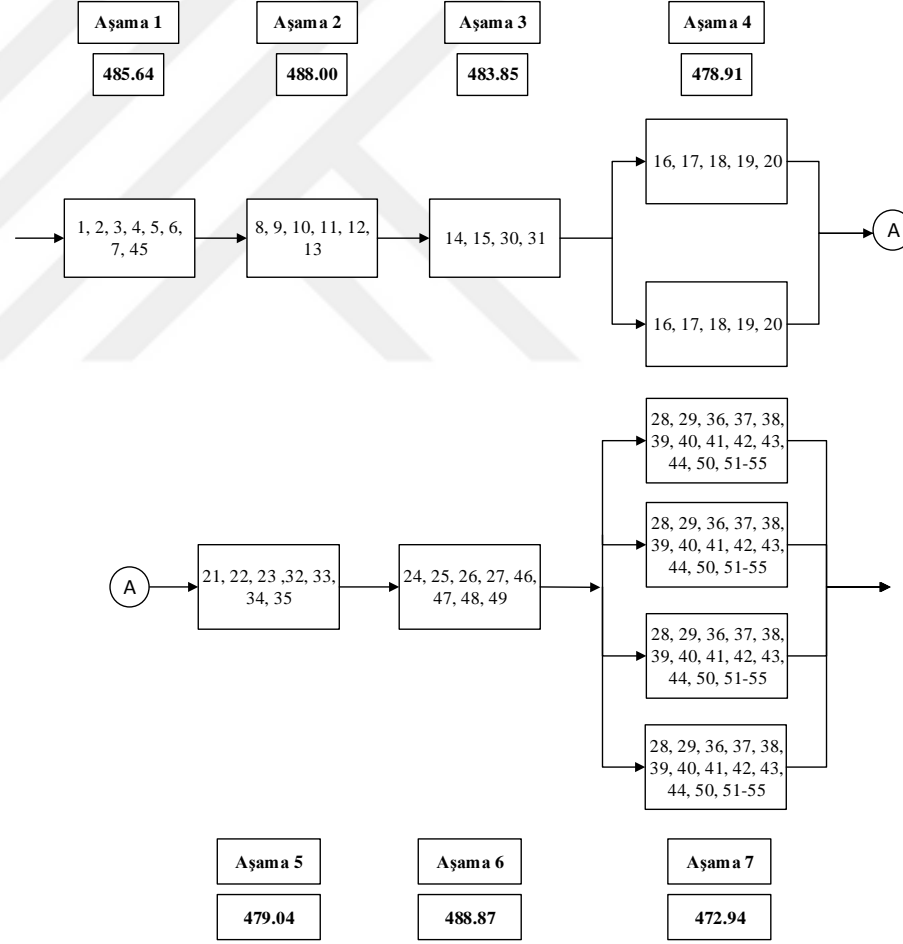 Aşama 1
Aşama 2
Aşama 3
Aşama 4
485.64
488.00
483.85
478.91
1, 2, 3, 4, 5, 6,
7, 45
8, 9, 10, 11, 12,
13
14, 15, 30, 31
16, 17, 18, 19, 20
16, 17, 18, 19, 20
A
A
21, 22, 23 ,32, 33,
34, 35
24, 25, 26, 27, 46,
47, 48, 49
28, 29, 36, 37, 38,
39, 40, 41, 42, 43,
44, 50, 51-55
28, 29, 36, 37, 38,
39, 40, 41, 42, 43,
44, 50, 51-55
28, 29, 36, 37, 38,
39, 40, 41, 42, 43,
44, 50, 51-55
28, 29, 36, 37, 38,
39, 40, 41, 42, 43,
44, 50, 51-55
Aşama 5
Aşama 6
Aşama 7
479.04
488.87
472.94